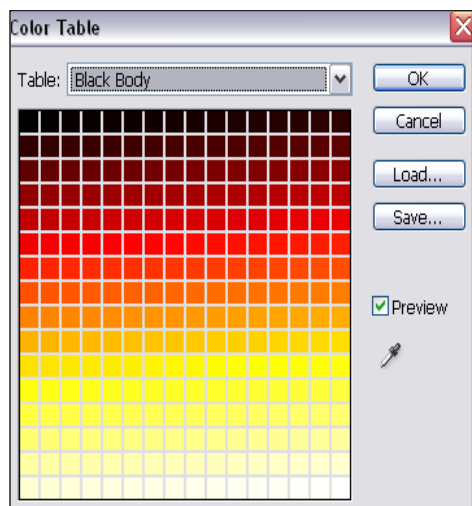 Color Table
Table: Black Body
OK
Cancel
Load...
Save...
Preview